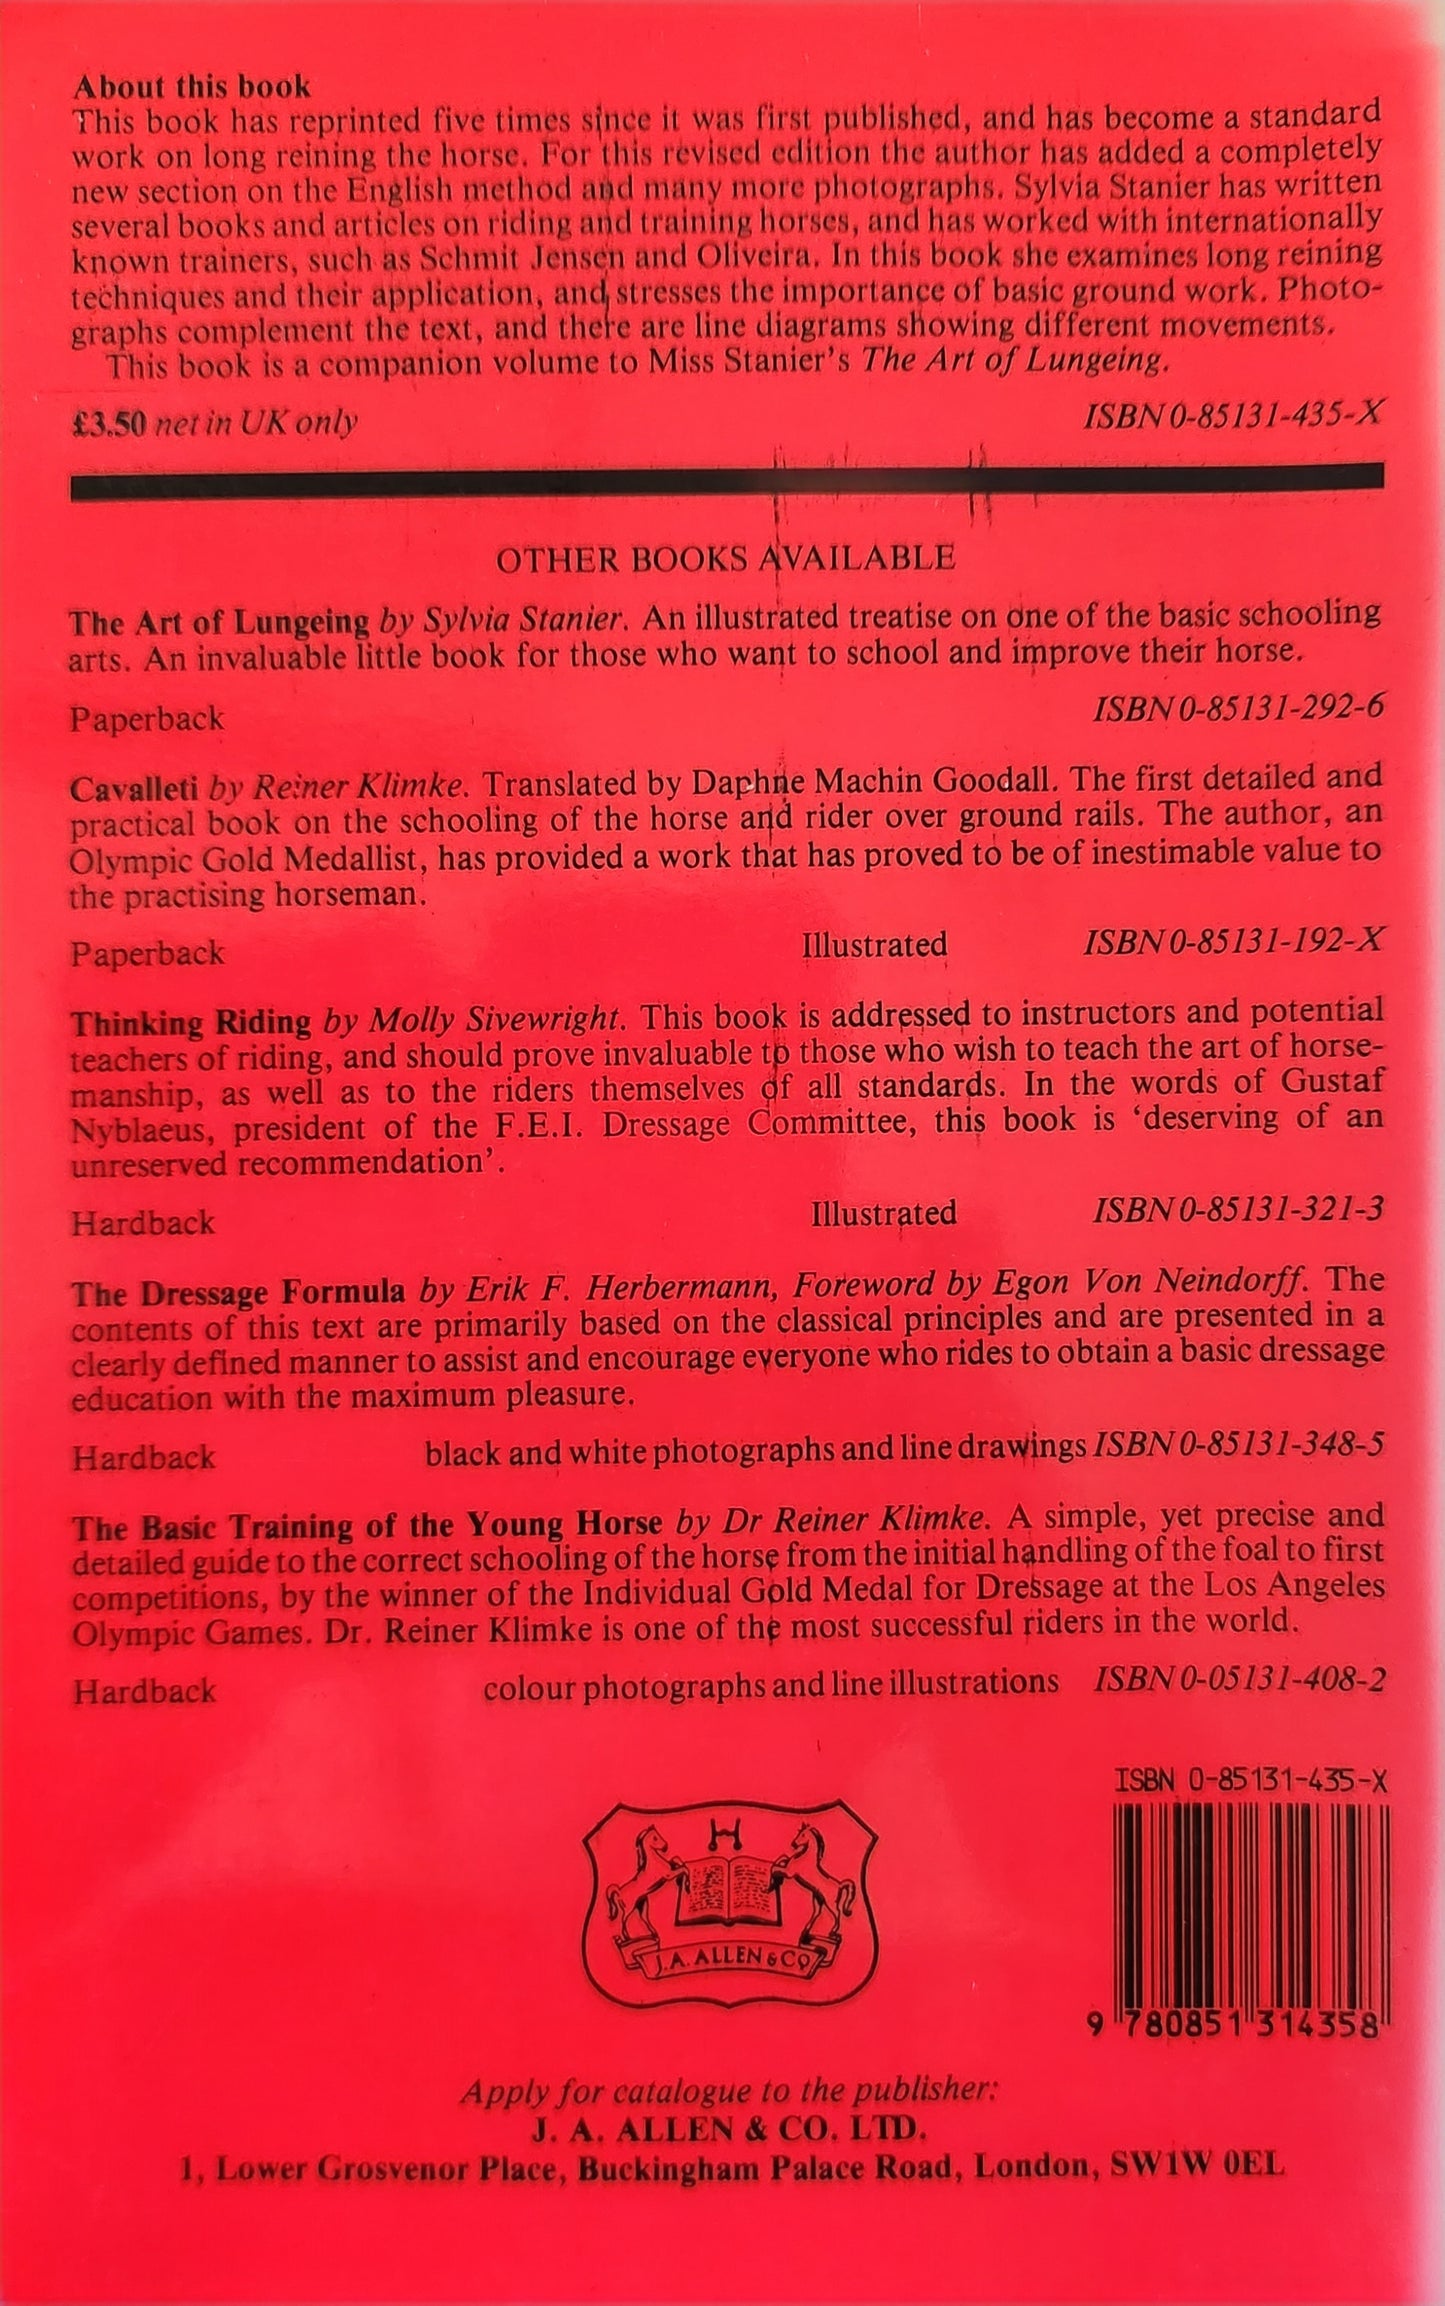 About this book
This book has reprinted five times since it was first published, and has become a standard
work on long reining the horse. For this revised edition the author has added a completely
new section on the English method and many more photographs. Sylvia Stanier has written
several books and articles on riding and training horses, and has worked with internationally
known trainers, such as Schmit Jensen and Oliveira. In this book she examines long reining
techniques and their application, and stresses the importance of basic ground work. Photo-
graphs complement the text, and there are line diagrams showing different movements.
This book is a companion volume to Miss Stanier's The Art of Lungeing.
£3.50 net in UK only ISBN 0-85131-435-X
OTHER BOOKS AVAILABLE
The Art of Lungeing by Sylvia Stanier. An illustrated treatise on one of the basic schooling
arts. An invaluable little book for those who want to school and improve their horse.
Paperback ISBN 0-85131-292-6
Cavalleti by Reiner Klimke. Translated by Daphne Machin Goodall. The first detailed and
practical book on the schooling of the horse and rider over ground rails. The author, an
Olympic Gold Medallist, has provided a work that has proved to be of inestimable value to
the practising horseman.
Paperback Illustrated ISBN 0-85131-192-X
Thinking Riding by Molly Sivewright. This book is addressed to instructors and potential
teachers of riding, and should prove invaluable to those who wish to teach the art of horse-
manship, as well as to the riders themselves of all standards. In the words of Gustaf
Nyblaeus, president of the F.E.I. Dressage Committee, this book is ‘deserving of an
unreserved recommendation’.
Hardback Illustrated ISBN 0-85131-321-3
The Dressage Formula by Erik F. Herbermann, Foreword by Egon Von Neindorff. The
contents of this text are primarily based on the classical principles and are presented in a
clearly defined manner to assist and encourage everyone who rides to obtain a basic dressage
education with the maximum pleasure.
Hardback black and white photographs and line drawings ISBN 0-85131-348-5
The Basic Training of the Young Horse by Dr Reiner Klimke. A simple, yet precise and
detailed guide to the correct schooling of the horse from the initial handling of the foal to first
competitions, by the winner of the Individual Gold Medal for Dressage at the Los Angeles
Olympic Games. Dr. Reiner Klimke is one of the most successful riders in the world.
Hardback colour photographs and line illustrations ISBN 0-05131-408-2
ISBN 0-85131-435-X
J. A. ALLEN & CO
9 780851 314358
Apply for catalogue to the publisher:
J. A. ALLEN & CO. LTD.
1, Lower Grosvenor Place, Buckingham Palace Road, London, SW1W 0EL